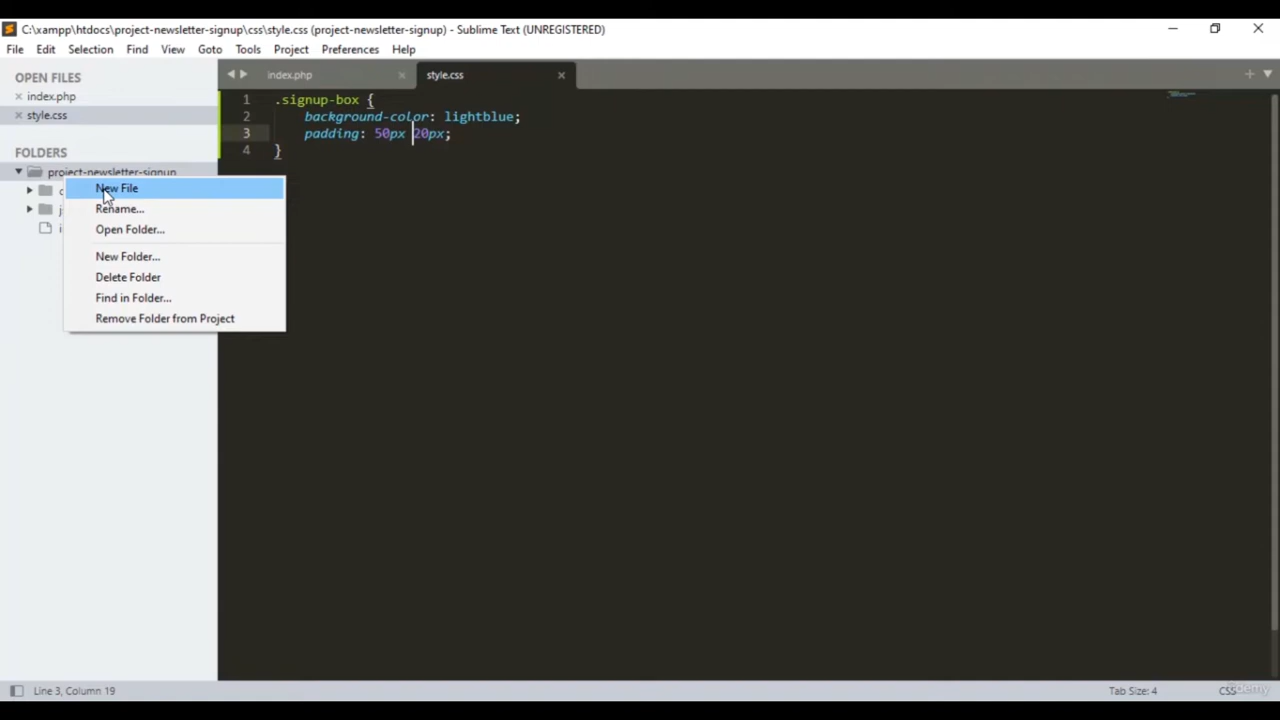 C:\xampp\htdocs\project-newsletter-signup\css\style.css (project-newsletter-signup) - Sublime Text (UNREGISTERED)
File Edit Selection Find View Goto Tools Project Preferences Help
OPEN FILES
index.php
style.css
FOLDERS
project-newsletter-signup
New File
Rename...
Open Folder...
New Folder...
Delete Folder
Find in Folder...
Remove Folder from Project
index.php style.css
1 .signup-box {
2 background-color: lightblue;
3 padding: 50px 20px;
4 }
Line 3, Column 19
Tab Size: 4
CSS